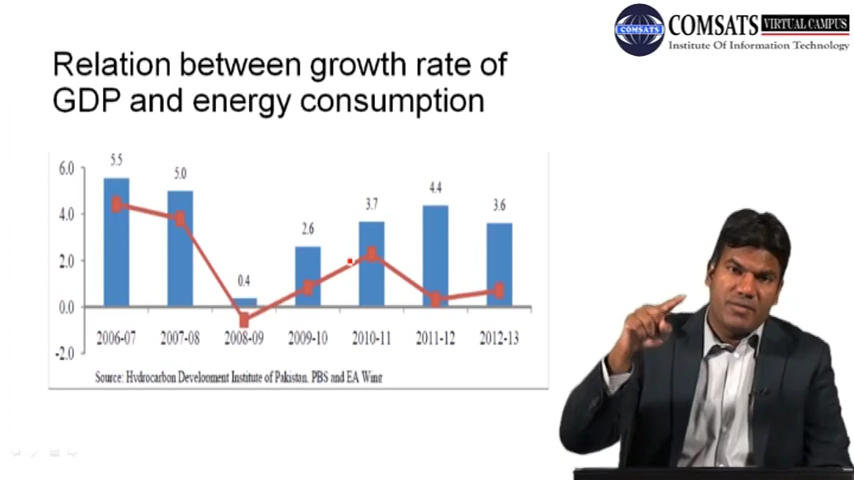 COMSATS VIRTUAL CAMPUS
Institute Of Information Technology
Relation between growth rate of
GDP and energy consumption
6.0
4.0
2.0
0.0
-2.0
5.5
5.0
0.4
2.6
3.7
4.4
3.6
2006-07 2007-08 2008-09 2009-10 2010-11 2011-12 2012-13
Source: Hydrocarbon Development Institute of Pakistan, PBS and EA Wing